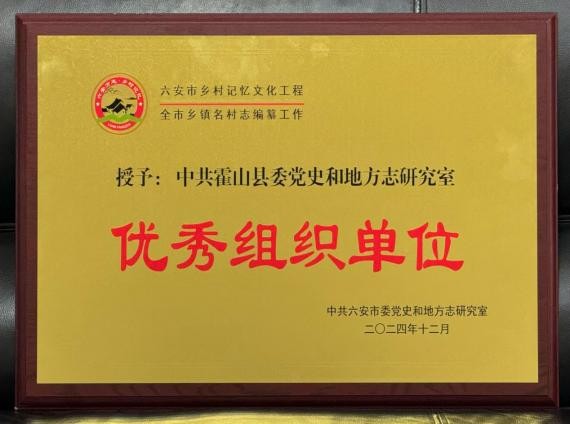 六安市乡村记忆文化工程
全市乡镇名村志编纂工作
授予：中共霍山县委党史和地方志研究室
优秀组织单位
中共六安市委党史和地方志研究室
二〇二四年十二月